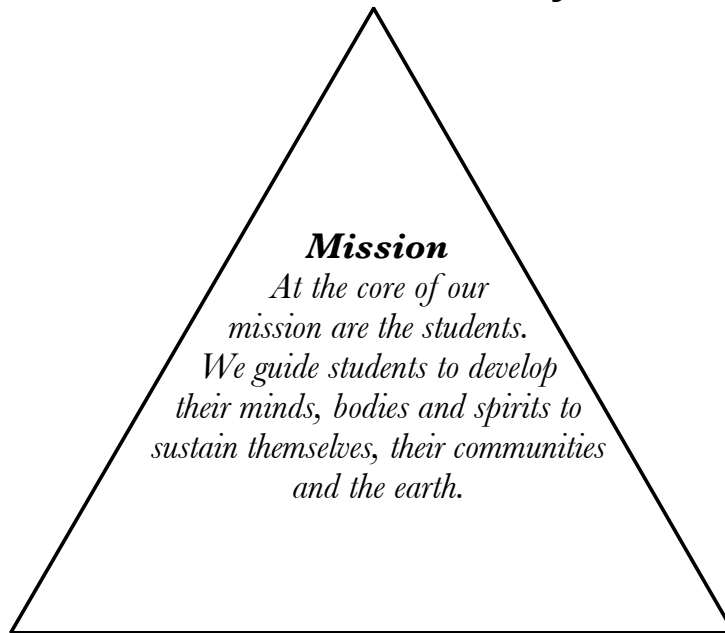 Mission
At the core of our
mission are the students.
We guide students to develop
their minds, bodies and spirits to
sustain themselves, their communities
and the earth.